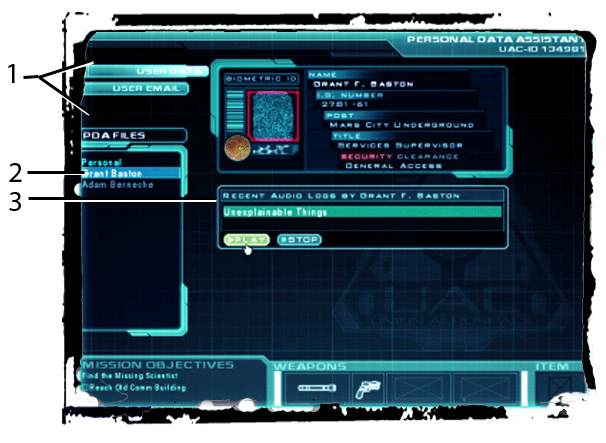 PERSONAL DATA ASSISTANT
UAC-ID 134981
1
USER DATA
USER EMAIL
BIOMETRIC ID
NAME
GRANT F. BASTON
I.D. NUMBER
2781-61
POST
MARS CITY UNDERGROUND
TITLE
SERVICES SUPERVISOR
SECURITY CLEARANCE
GENERAL ACCESS
PDA FILES
Personal
2
Grant Baston
Adam Berneche
3
RECENT AUDIO LOGS BY GRANT F. BASTON
Unexplainable Things
PLAY
STOP
UAC
MISSION OBJECTIVES
Find the Missing Scientist
Reach Old Comm Building
WEAPONS
ITEM